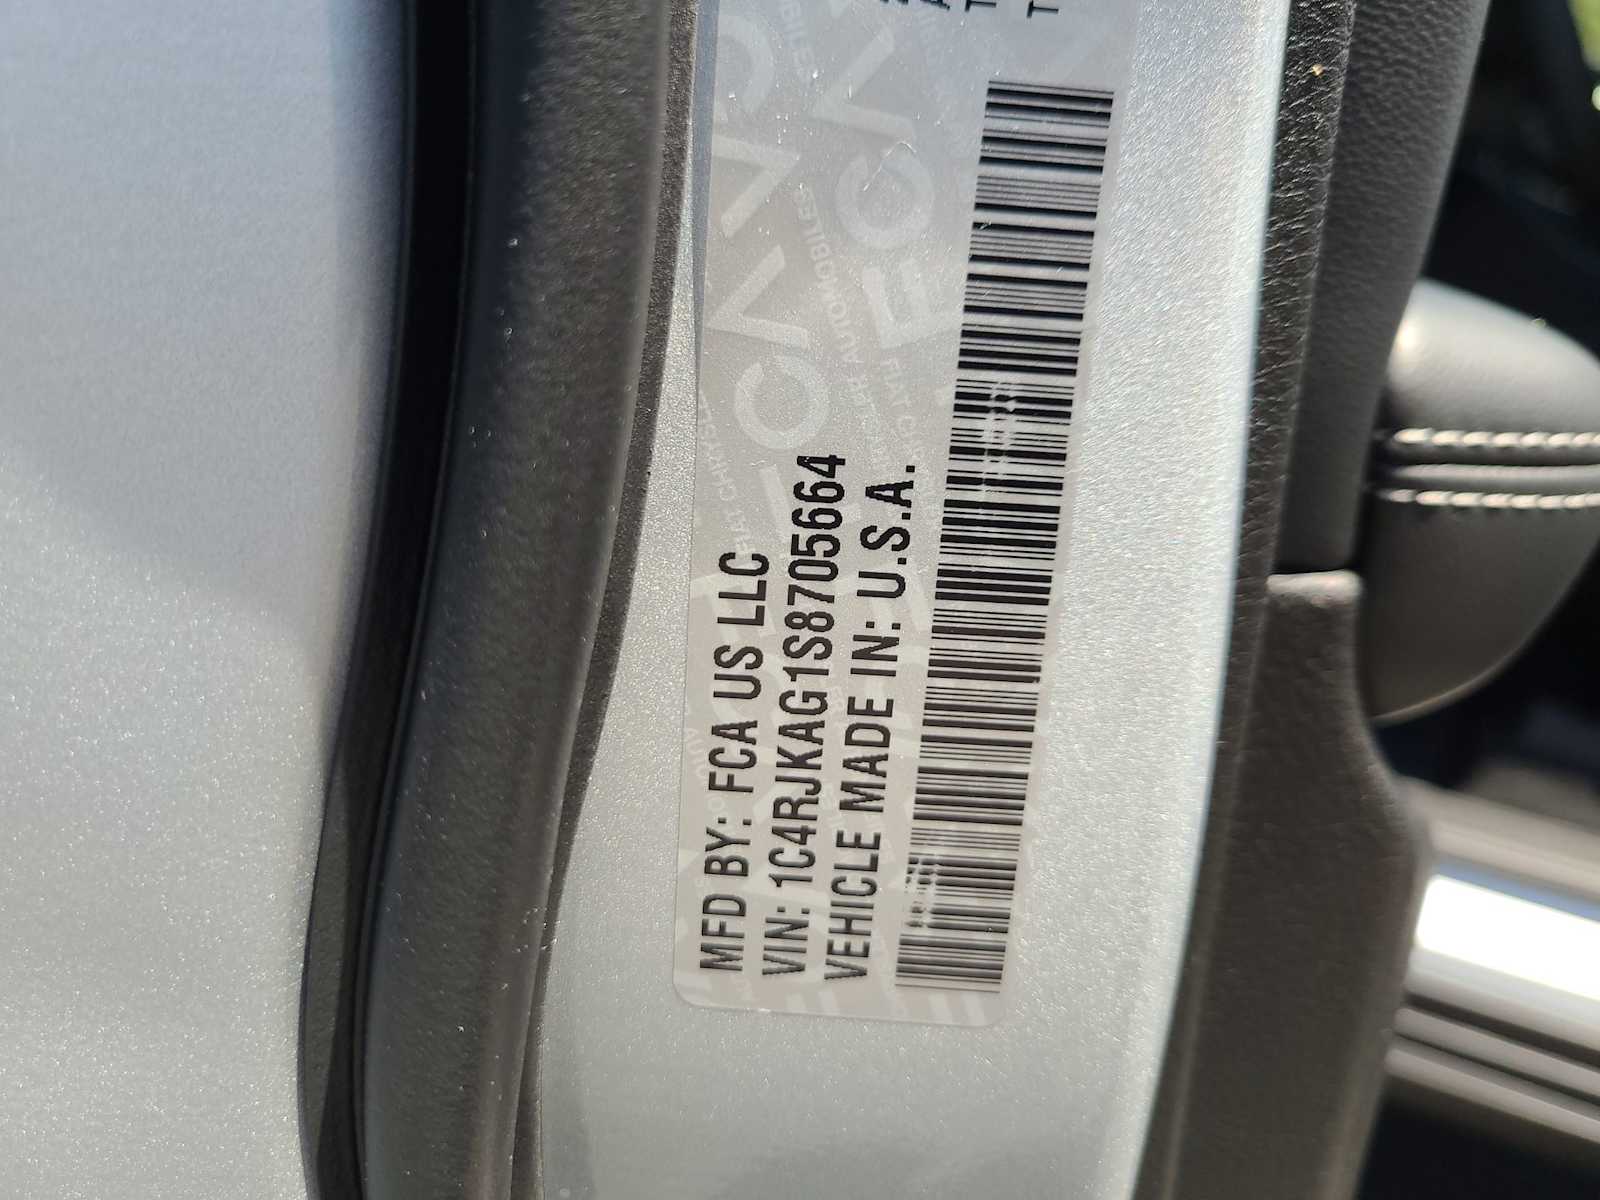 MFD BY: FCA US LLC
VIN: 1C4RJKAG1S8705664
VEHICLE MADE IN: U.S.A.